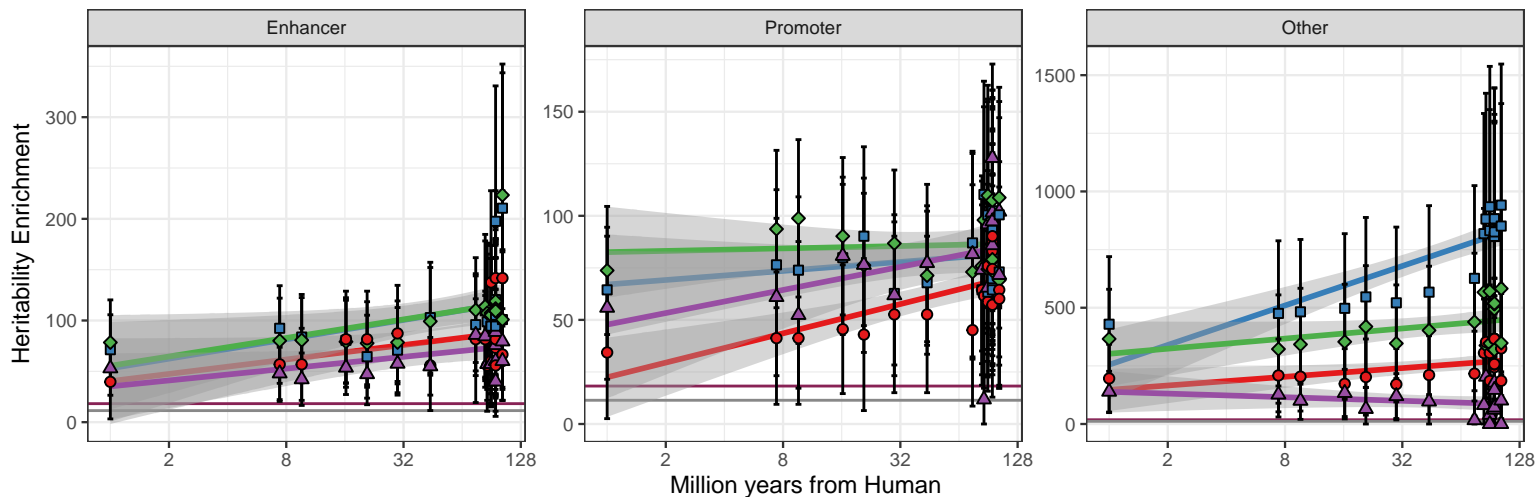 Enhancer
Promoter
Other
Heritability Enrichment
300
200
100
0
150
100
50
0
1500
1000
500
0
2 8 32 128
2 8 32 128
2 8 32 128
Million years from Human